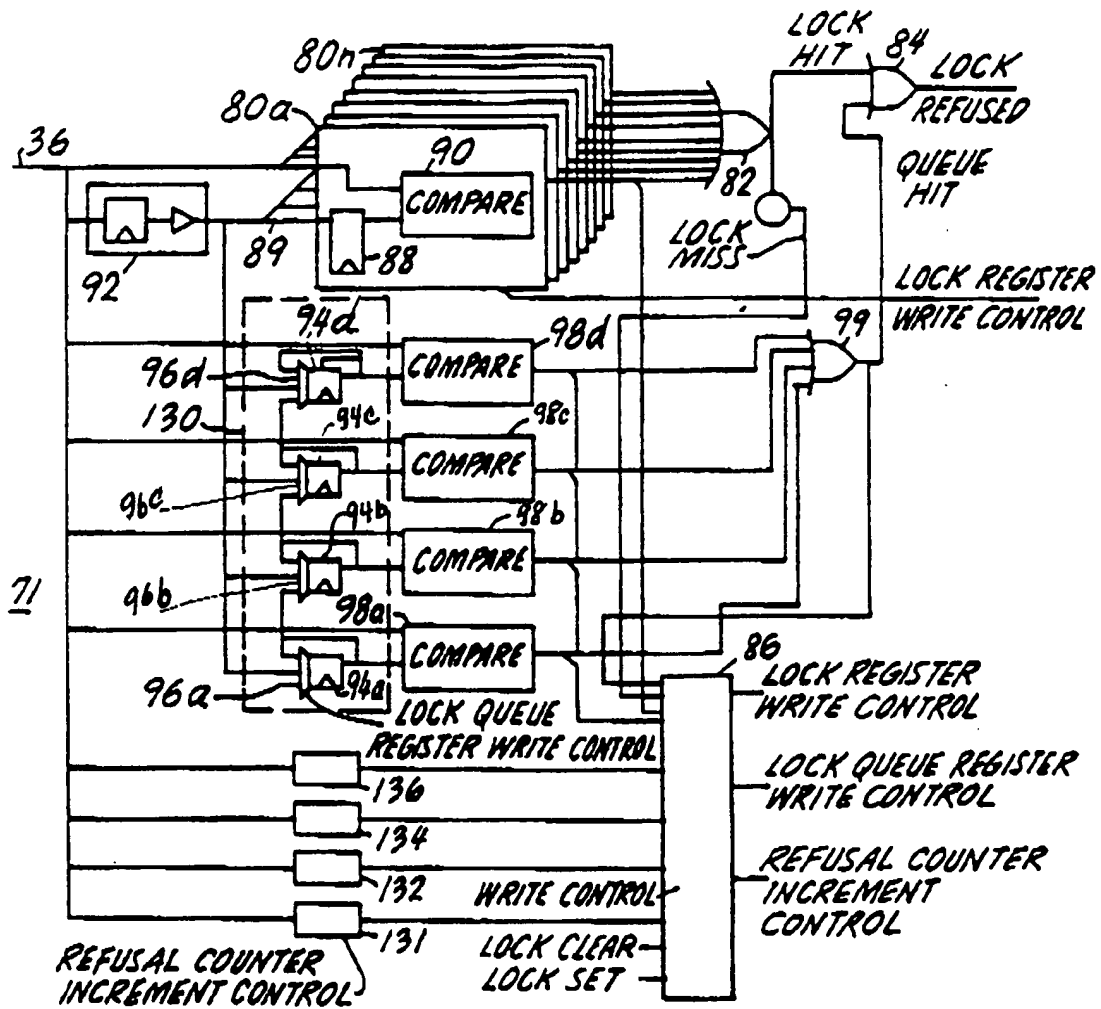 80n
LOCK
HIT
84
LOCK
REFUSED
80a
36
90
COMPARE
82
QUEUE
HIT
LOCK
MISS
92
89
88
LOCK REGISTER
WRITE CONTROL
94d
98d
99
96d
COMPARE
130
94c
98c
COMPARE
96c
94b
98b
COMPARE
96b
71
98a
COMPARE
86
96a
94a
LOCK QUEUE
REGISTER WRITE CONTROL
LOCK REGISTER
WRITE CONTROL
136
LOCK QUEUE REGISTER
WRITE CONTROL
134
132
WRITE CONTROL
REFUSAL COUNTER
INCREMENT
CONTROL
131
LOCK CLEAR
LOCK SET
REFUSAL COUNTER
INCREMENT CONTROL